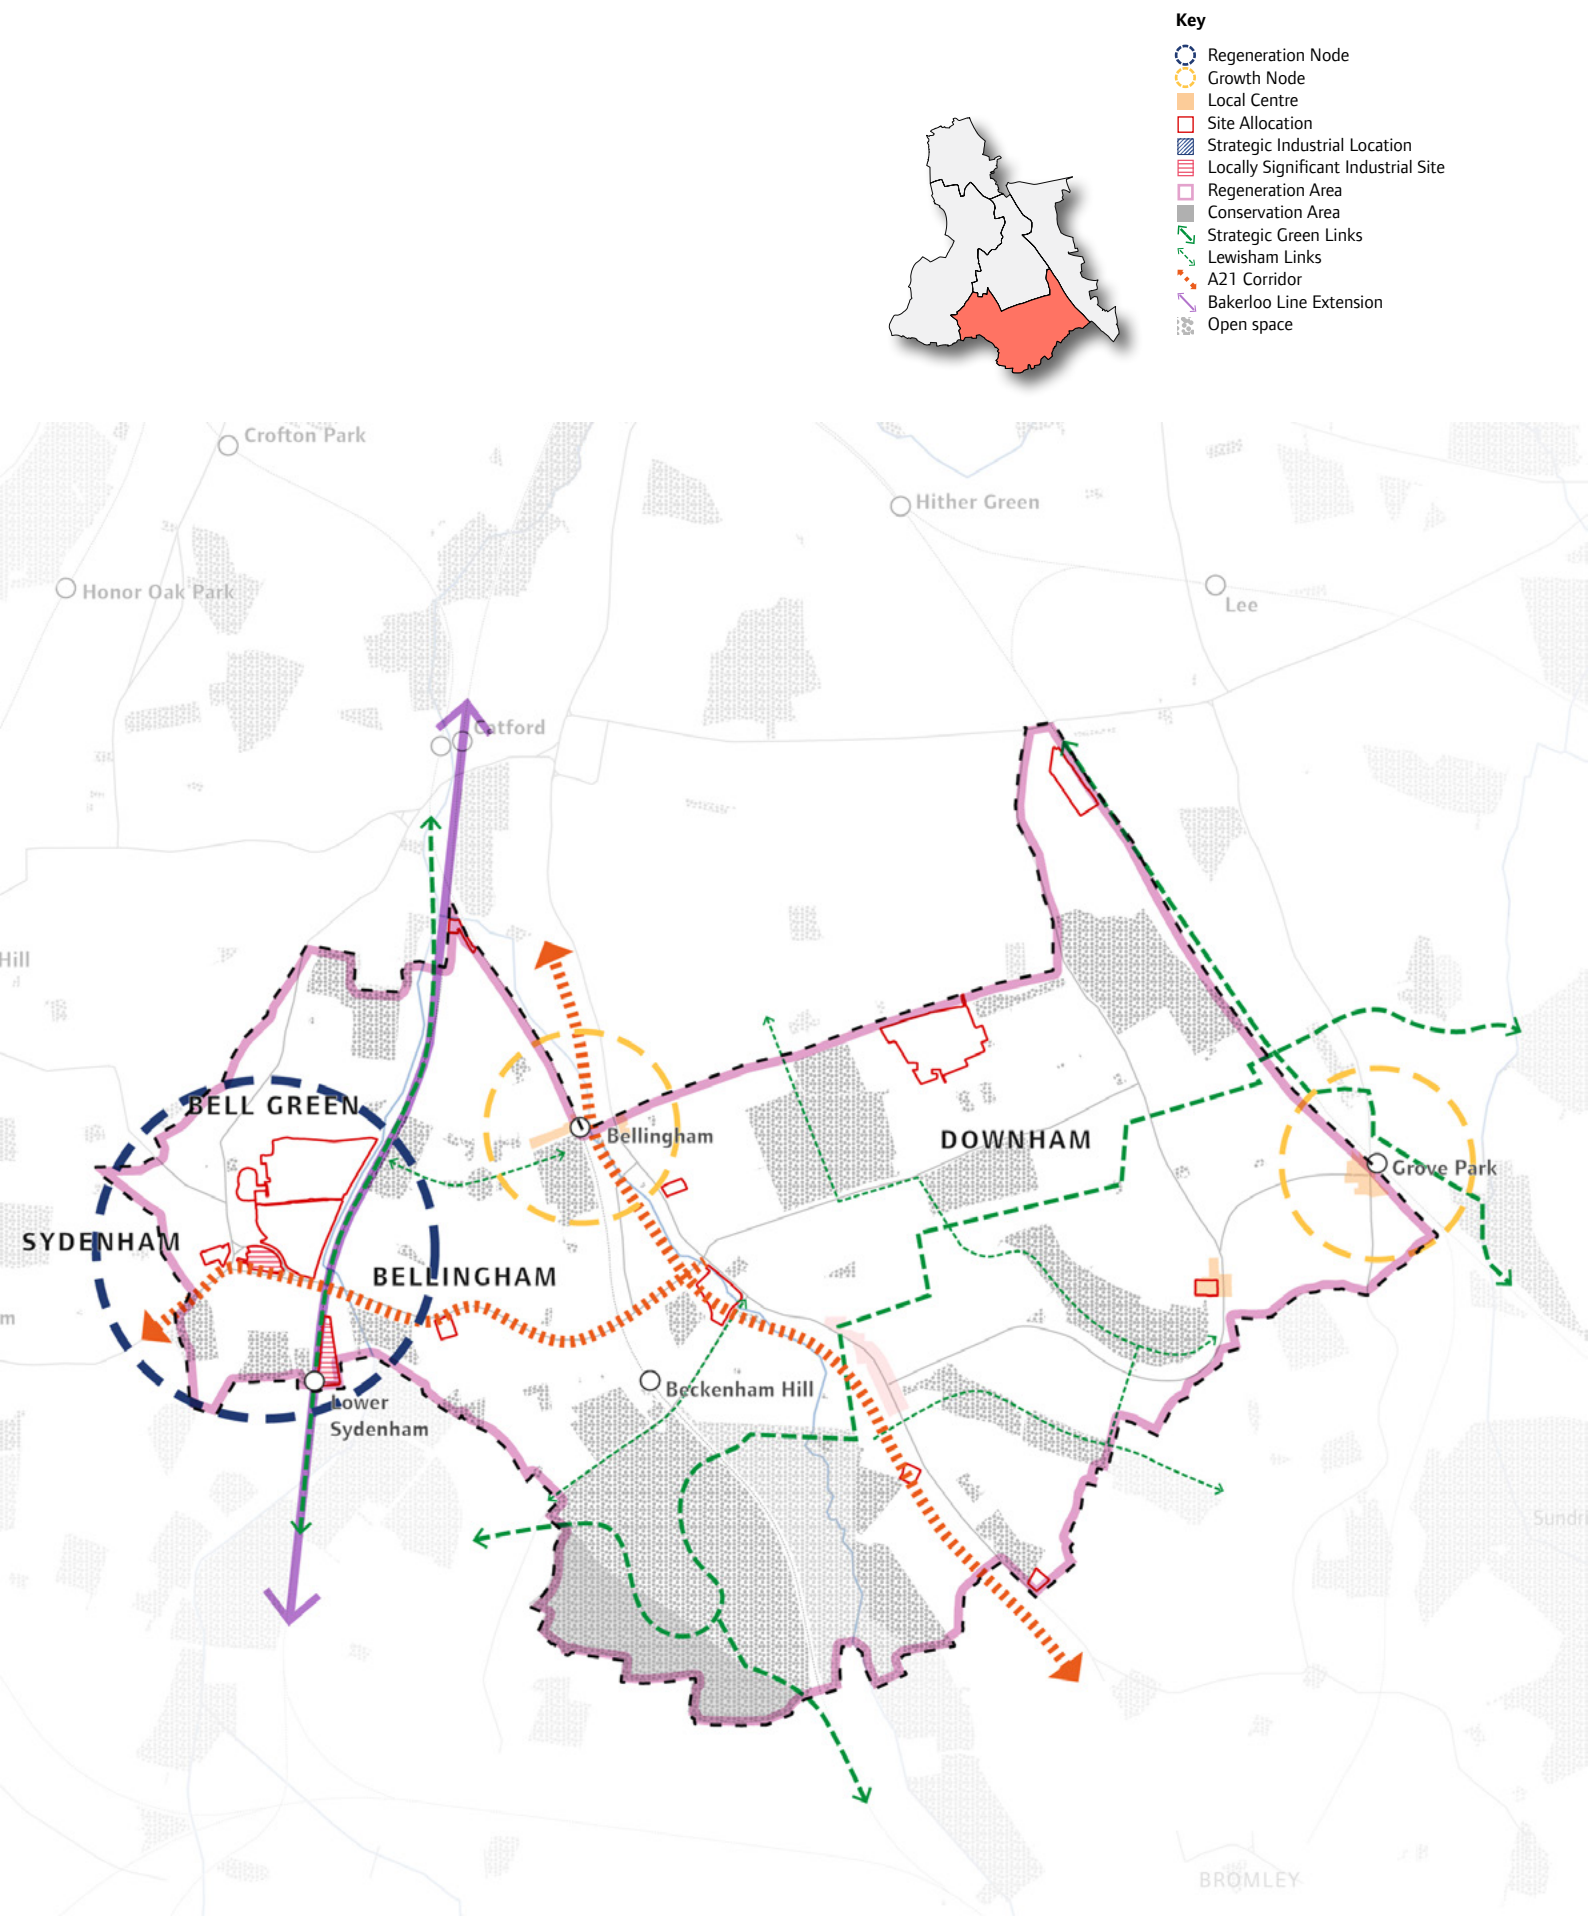 Key
Regeneration Node
Growth Node
Local Centre
Site Allocation
Strategic Industrial Location
Locally Significant Industrial Site
Regeneration Area
Conservation Area
Strategic Green Links
Lewisham Links
A21 Corridor
Bakerloo Line Extension
Open space
Crofton Park
Hither Green
Honor Oak Park
Lee
Catford
Hill
BELL GREEN
Bellingham
DOWNHAM
Grove Park
SYDENHAM
BELLINGHAM
m
Beckenham Hill
Lower
Sydenham
Sundri
BROMLEY